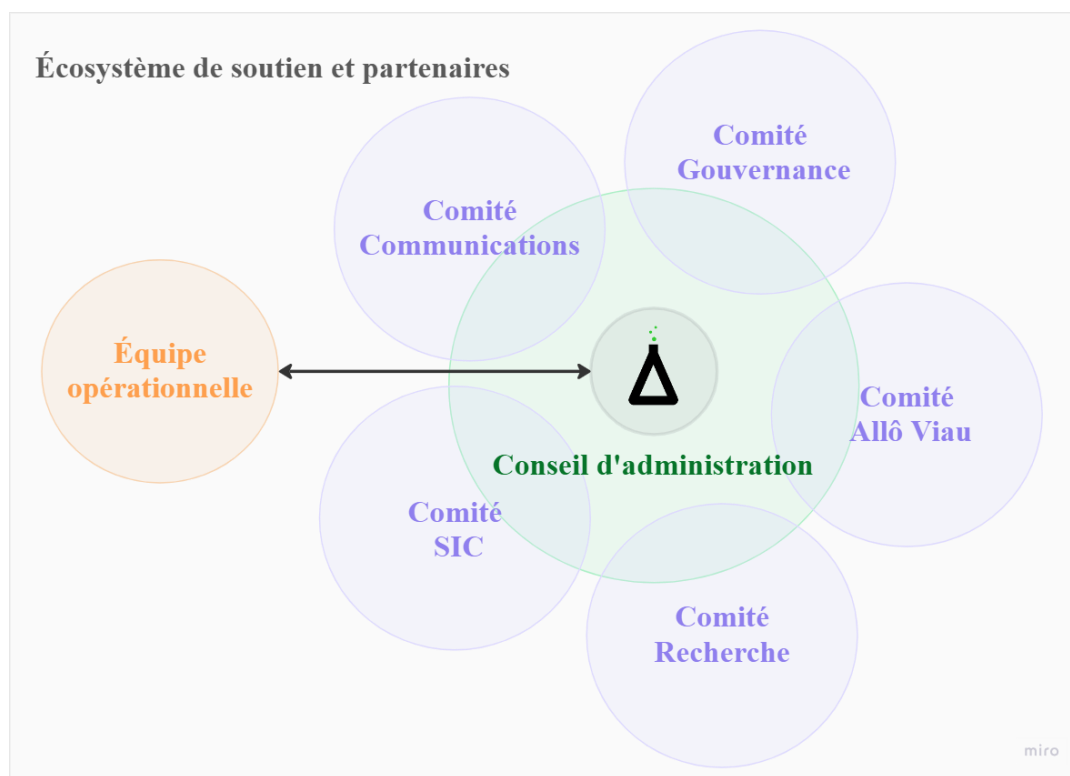 Écosystème de soutien et partenaires
Comité
Gouvernance
Comité
Communications
Équipe
opérationnelle
Comité
Allô Viau
Conseil d'administration
Comité
SIC
Comité
Recherche
miro